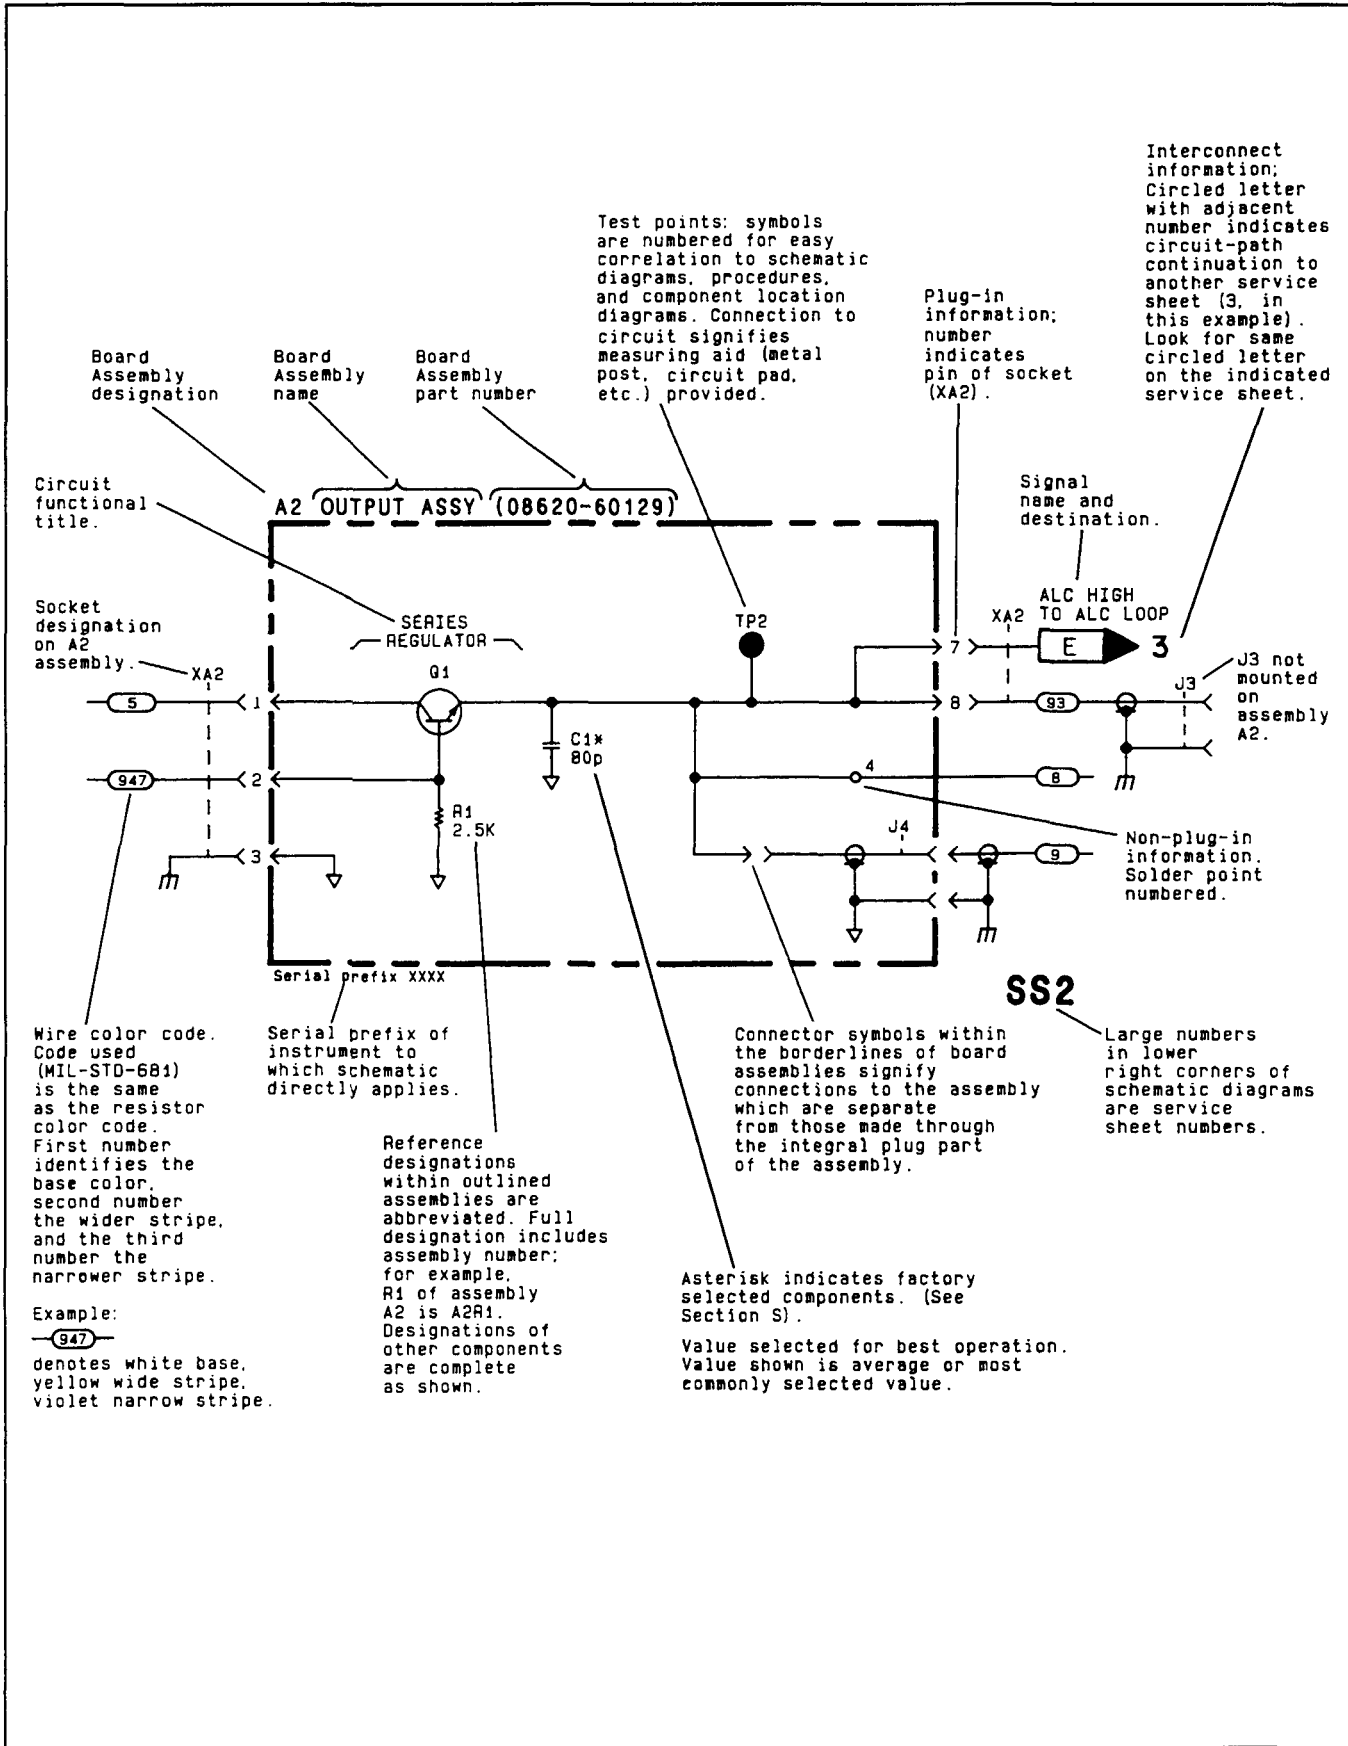 Interconnect
information;
Circled letter
with adjacent
number indicates
circuit-path
continuation to
another service
sheet (3, in
this example).
Look for same
circled letter
on the indicated
service sheet.
Test points: symbols
are numbered for easy
correlation to schematic
diagrams, procedures,
and component location
diagrams. Connection to
circuit signifies
measuring aid (metal
post, circuit pad,
etc.) provided.
Plug-in
information;
number
indicates
pin of socket
(XA2).
Board
Assembly
designation
Board
Assembly
name
Board
Assembly
part number
Circuit
functional
title.
A2 OUTPUT ASSY (08620-60129)
Signal
name and
destination.
Socket
designation
on A2
assembly.
XA2
SERIES
REGULATOR
Q1
TP2
XA2
ALC HIGH
TO ALC LOOP
7
E
3
J3 not
mounted
on
assembly
A2.
J3
5
1
8
93
C1*
80p
947
2
4
8
R1
2.5K
J4
3
9
Non-plug-in
information.
Solder point
numbered.
Serial prefix XXXX
SS2
Wire color code.
Code used
(MIL-STD-681)
is the same
as the resistor
color code.
First number
identifies the
base color,
second number
the wider stripe,
and the third
number the
narrower stripe.
Example:
947
denotes white base,
yellow wide stripe,
violet narrow stripe.
Serial prefix of
instrument to
which schematic
directly applies.
Reference
designations
within outlined
assemblies are
abbreviated. Full
designation includes
assembly number;
for example,
R1 of assembly
A2 is A2R1.
Designations of
other components
are complete
as shown.
Connector symbols within
the borderlines of board
assemblies signify
connections to the assembly
which are separate
from those made through
the integral plug part
of the assembly.
Large numbers
in lower
right corners of
schematic diagrams
are service
sheet numbers.
Asterisk indicates factory
selected components. (See
Section S).
Value selected for best operation.
Value shown is average or most
commonly selected value.